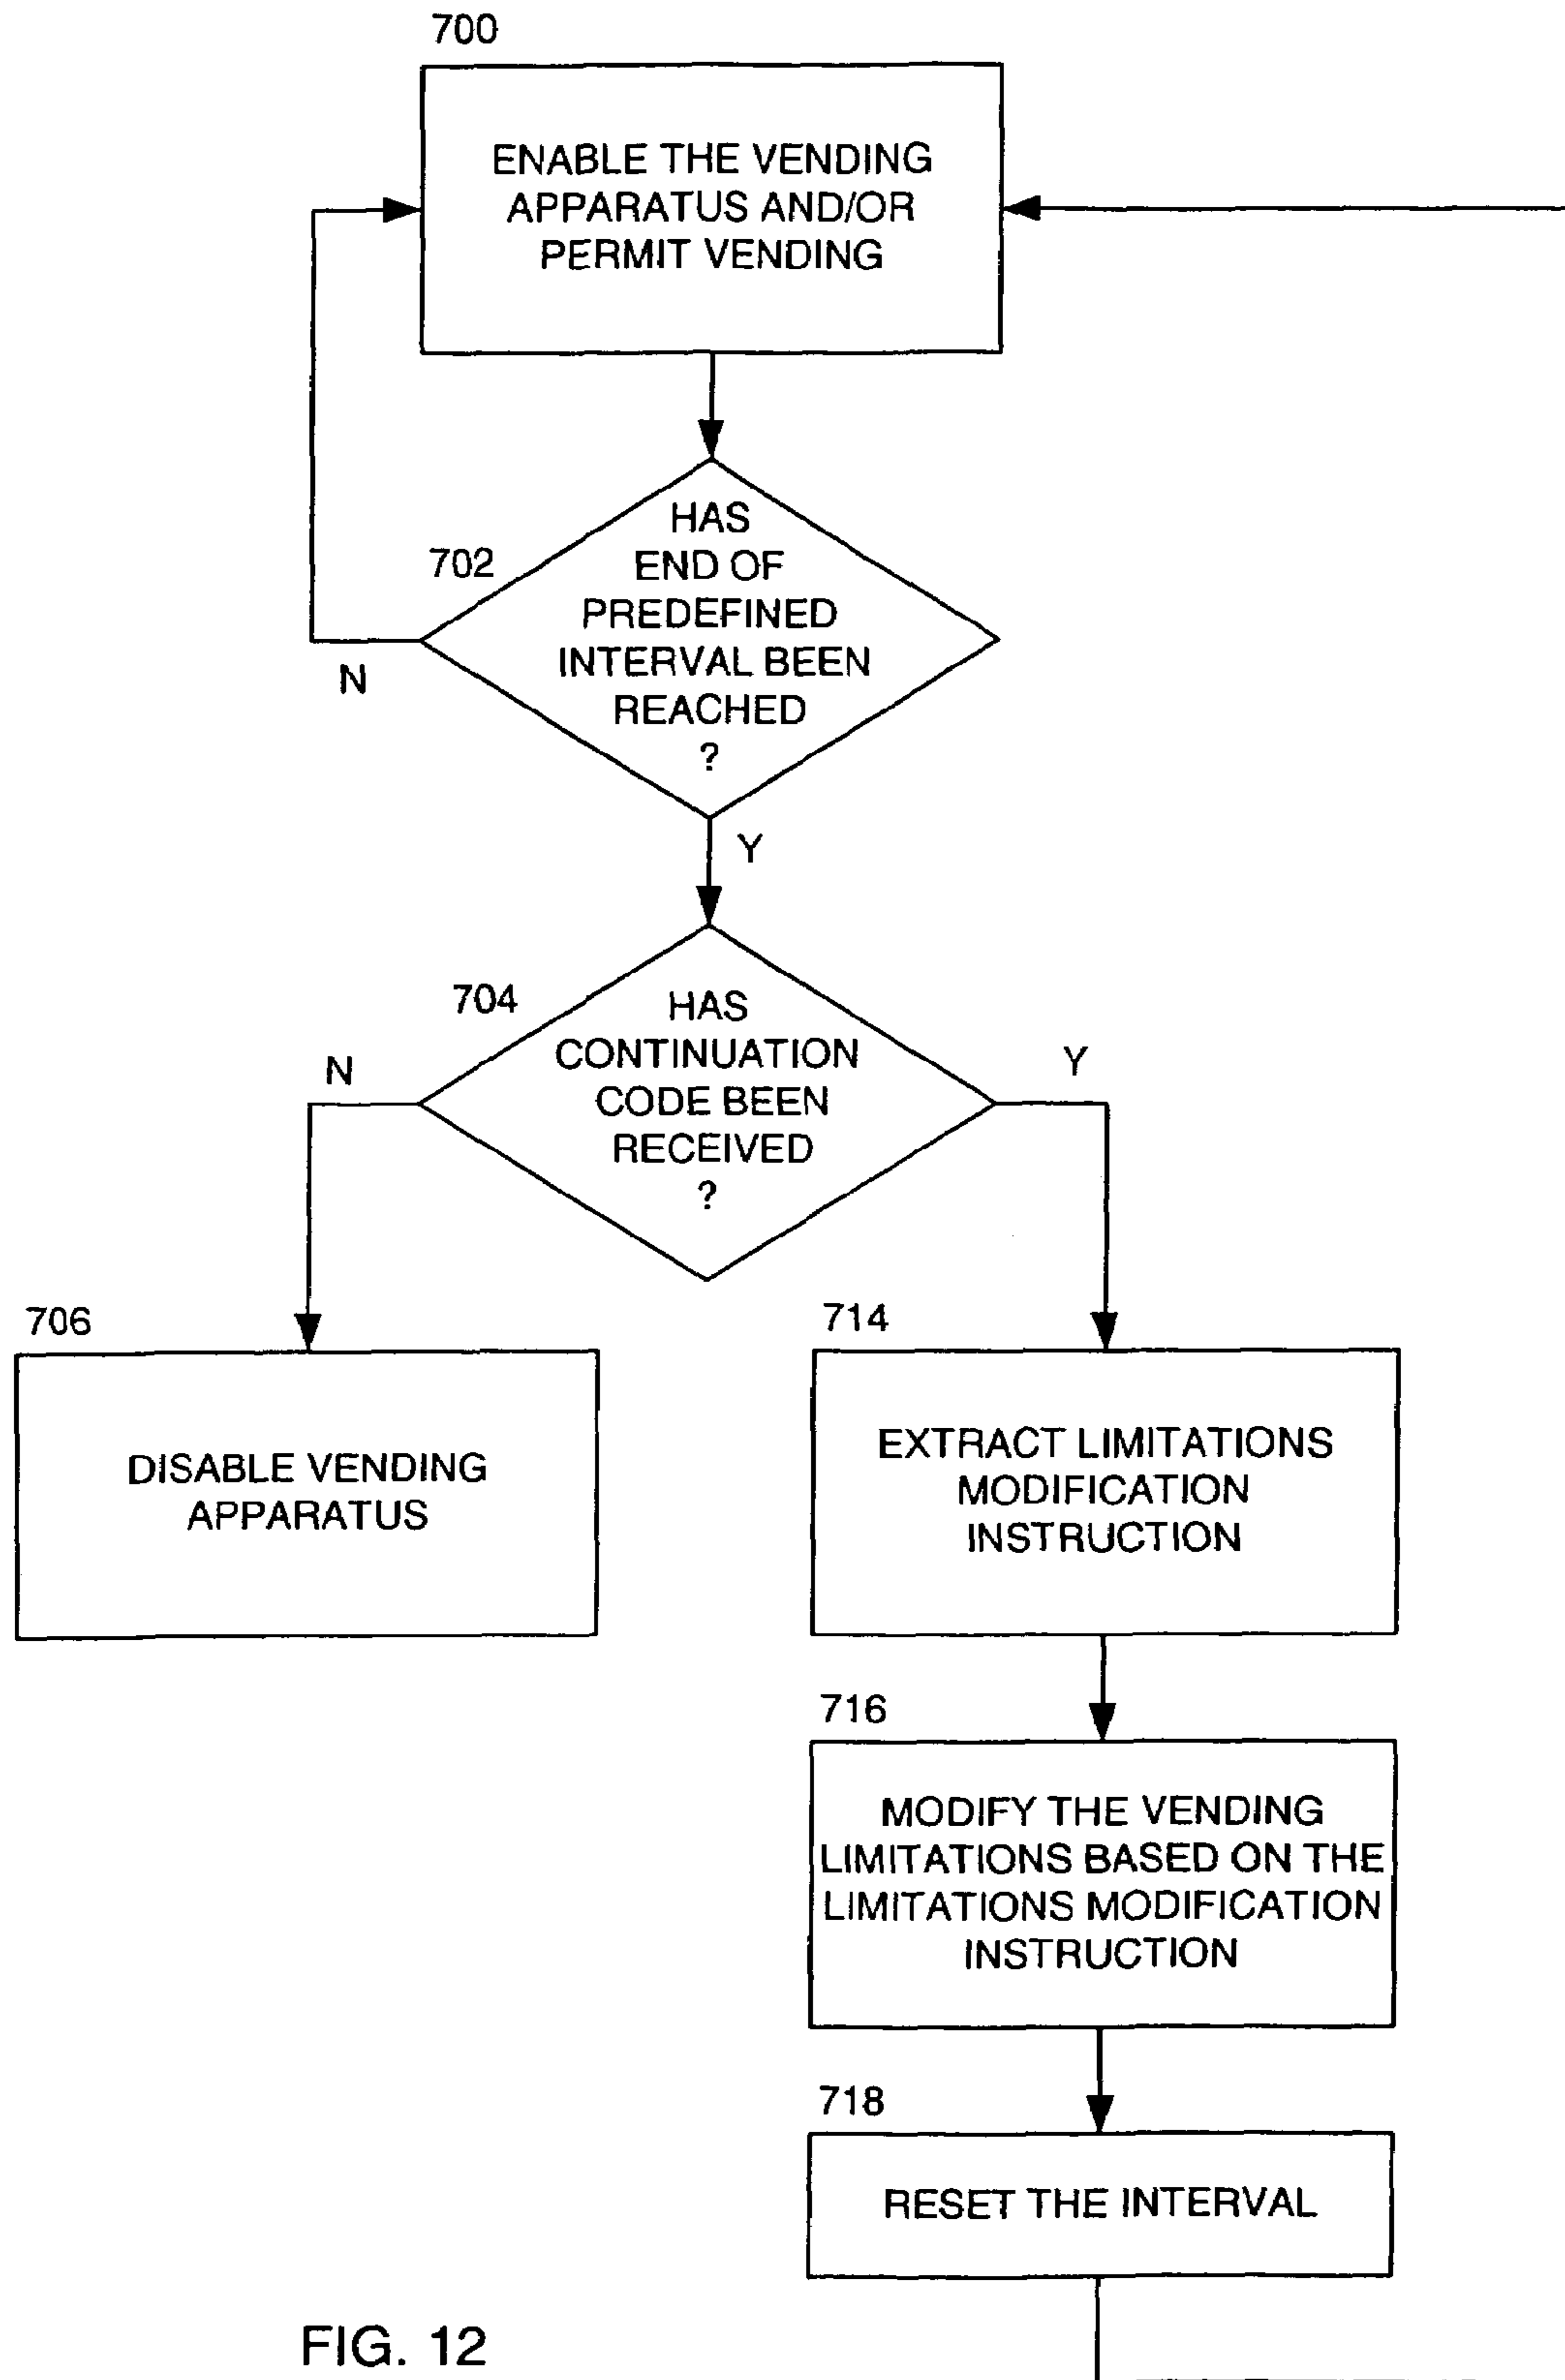 700
ENABLE THE VENDING
APPARATUS AND/OR
PERMIT VENDING
702
HAS
END OF
PREDEFINED
INTERVAL BEEN
REACHED
?
N
Y
704
HAS
CONTINUATION
CODE BEEN
RECEIVED
?
N
Y
706
DISABLE VENDING
APPARATUS
714
EXTRACT LIMITATIONS
MODIFICATION
INSTRUCTION
716
MODIFY THE VENDING
LIMITATIONS BASED ON THE
LIMITATIONS MODIFICATION
INSTRUCTION
718
RESET THE INTERVAL
FIG. 12